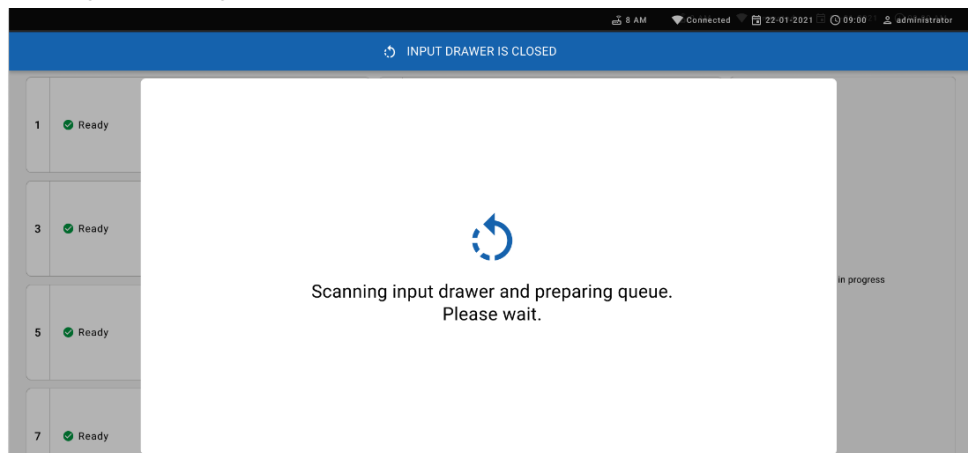 8 AM Connected 22-01-2021 09:00 administrator
INPUT DRAWER IS CLOSED
1 Ready
3 Ready
Scanning input drawer and preparing queue.
Please wait.
in progress
5 Ready
7 Ready